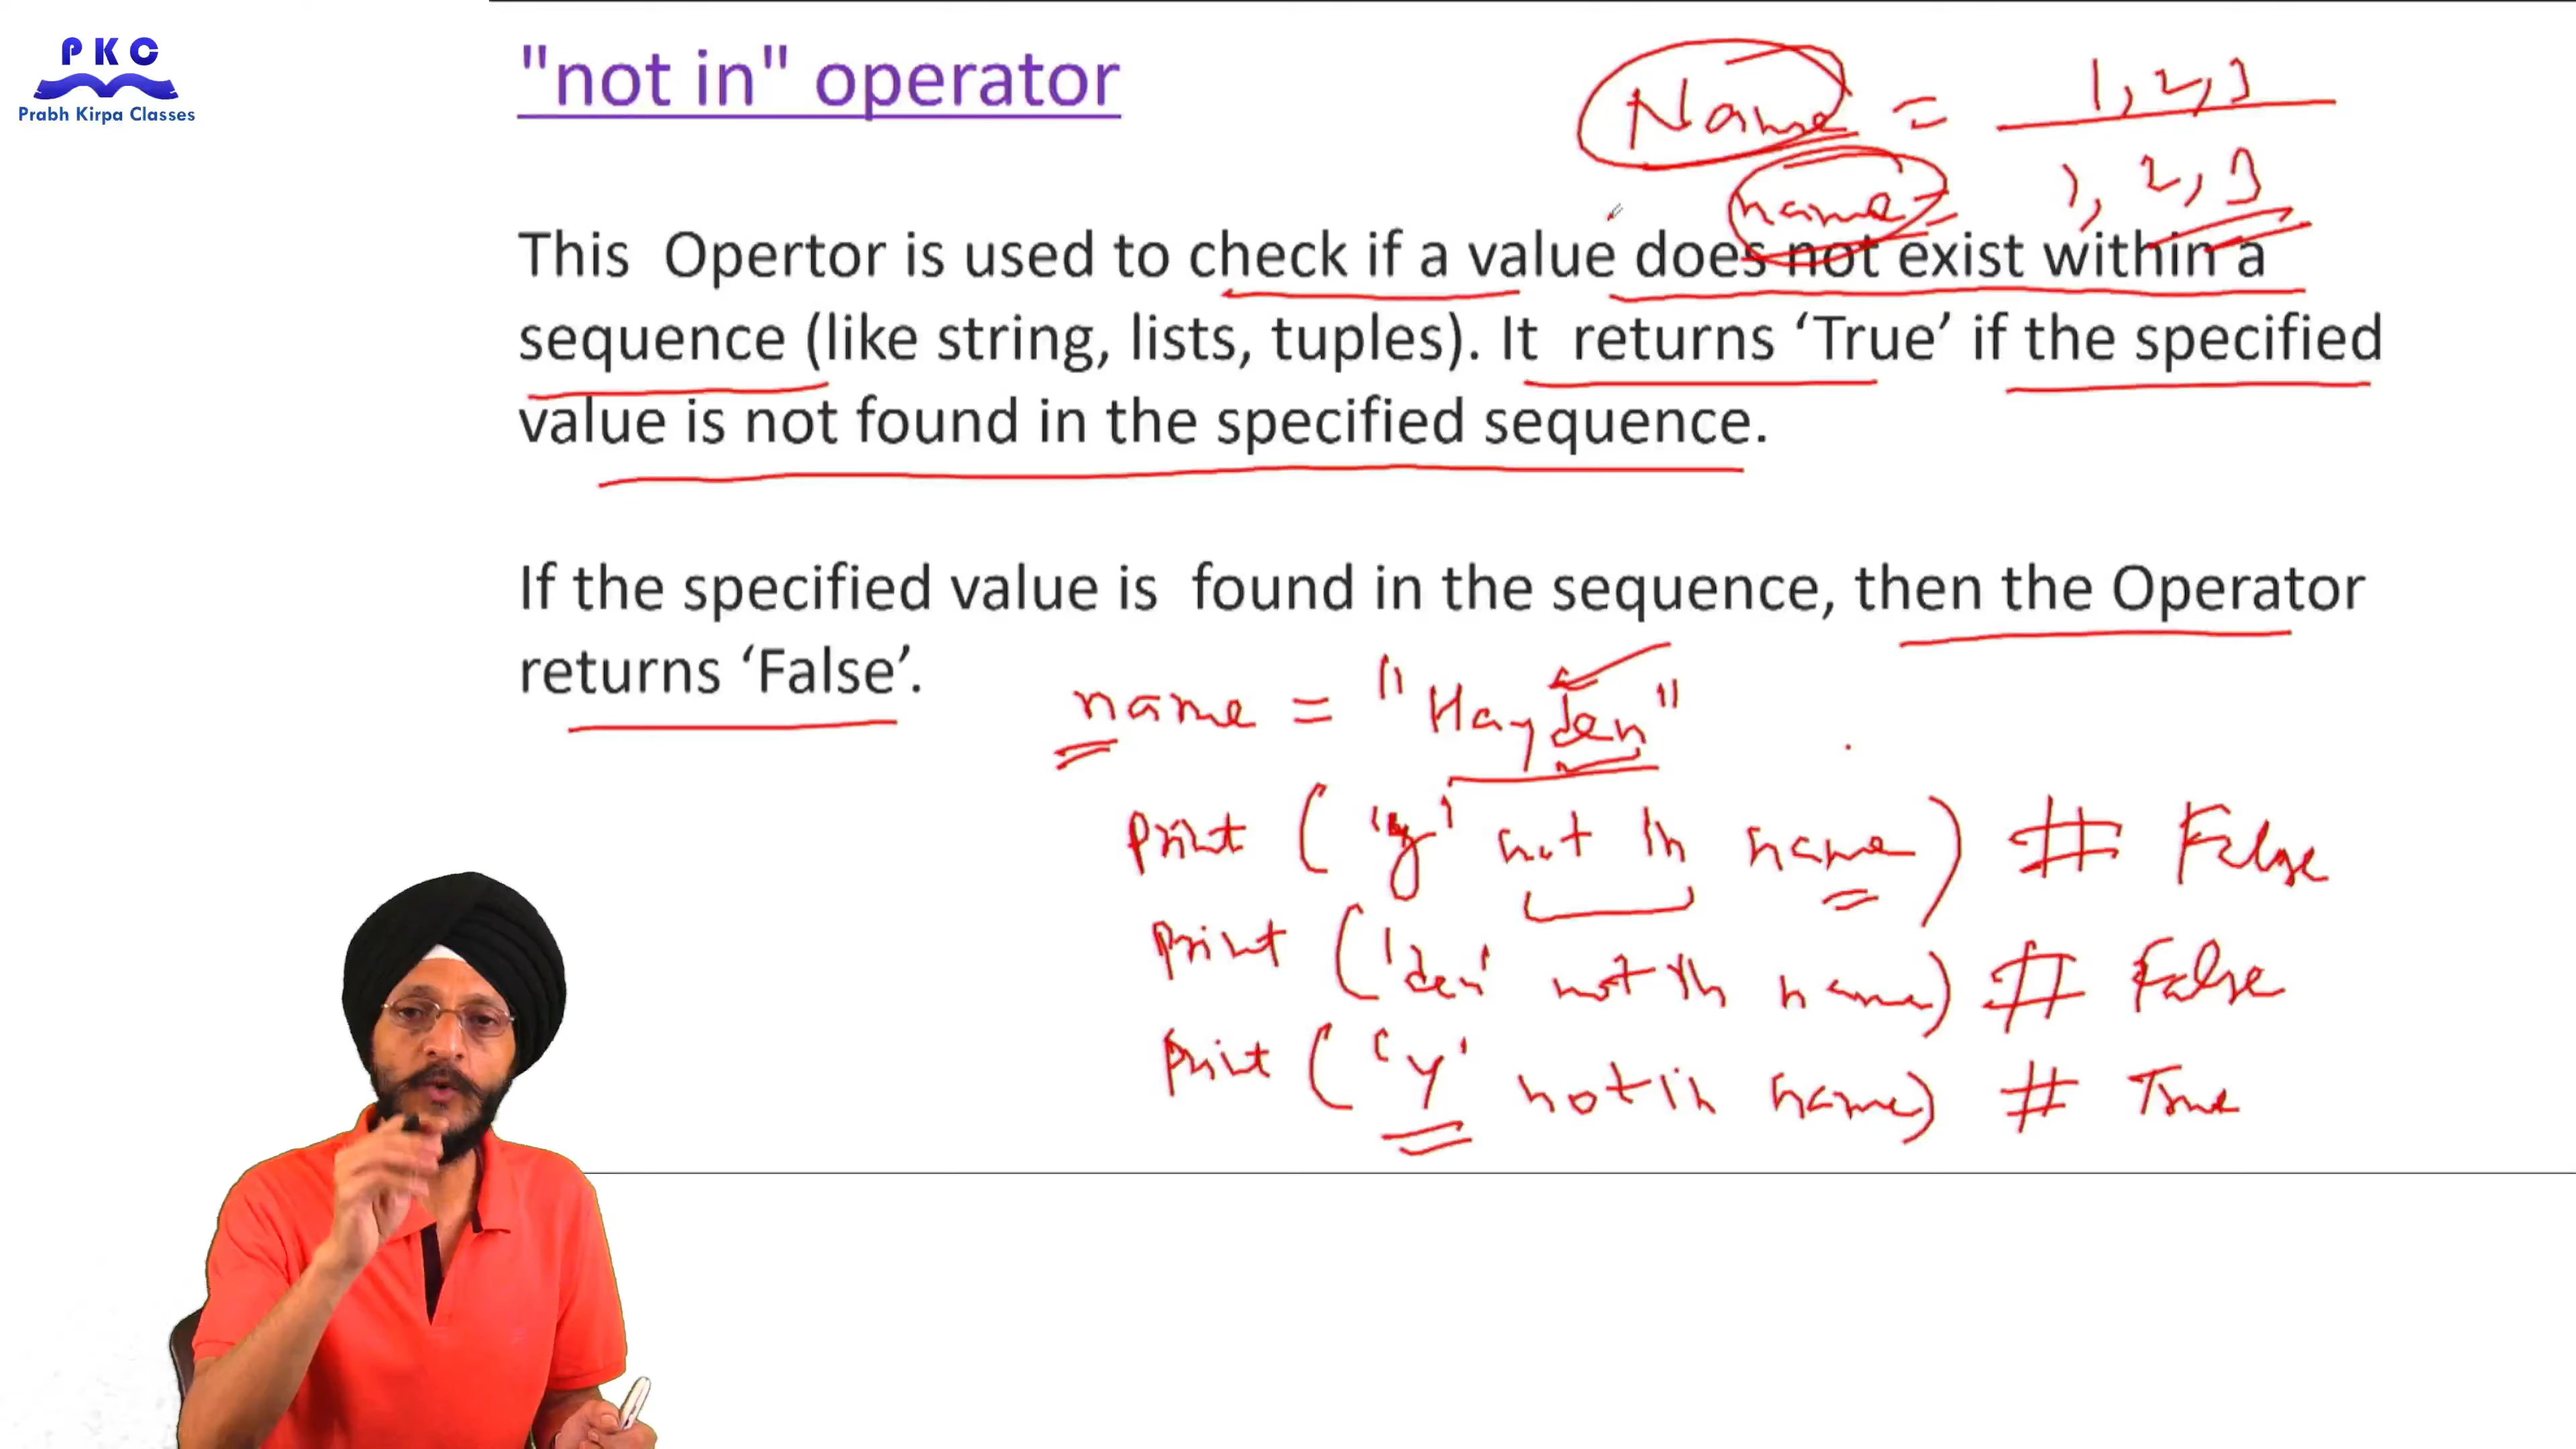 PKC
Prabh Kirpa Classes
"not in" operator
Name = 1, 2, 3
name = 1, 2, 3
This Opertor is used to check if a value does not exist within a
sequence (like string, lists, tuples). It returns ‘True’ if the specified
value is not found in the specified sequence.
If the specified value is found in the sequence, then the Operator
returns ‘False’.
name = "Hayden"
print ('y' not in name) # False
print ('den' not in name) # False
print ('Y' not in name) # True